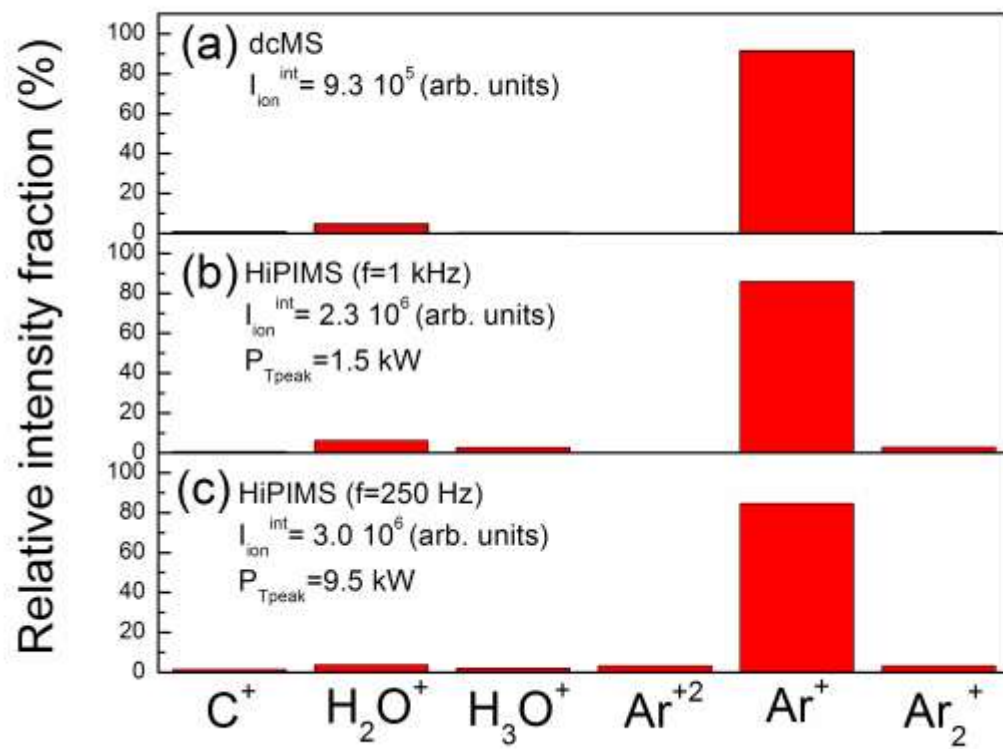 Relative intensity fraction (%)
100
80
60
40
20
0
(a) dcMS
I_ion^int= 9.3 10^5 (arb. units)
100
80
60
40
20
0
(b) HiPIMS (f=1 kHz)
I_ion^int= 2.3 10^6 (arb. units)
P_Tpeak=1.5 kW
100
80
60
40
20
0
(c) HiPIMS (f=250 Hz)
I_ion^int= 3.0 10^6 (arb. units)
P_Tpeak=9.5 kW
C⁺ H₂O⁺ H₃O⁺ Ar⁺² Ar⁺ Ar₂⁺